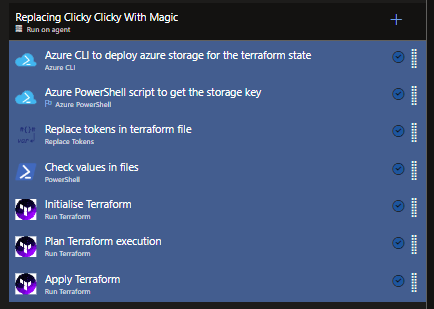 Replacing Clicky Clicky With Magic
Run on agent
Azure CLI to deploy azure storage for the terraform state
Azure CLI
Azure PowerShell script to get the storage key
Azure PowerShell
Replace tokens in terraform file
Replace Tokens
Check values in files
PowerShell
Initialise Terraform
Run Terraform
Plan Terraform execution
Run Terraform
Apply Terraform
Run Terraform